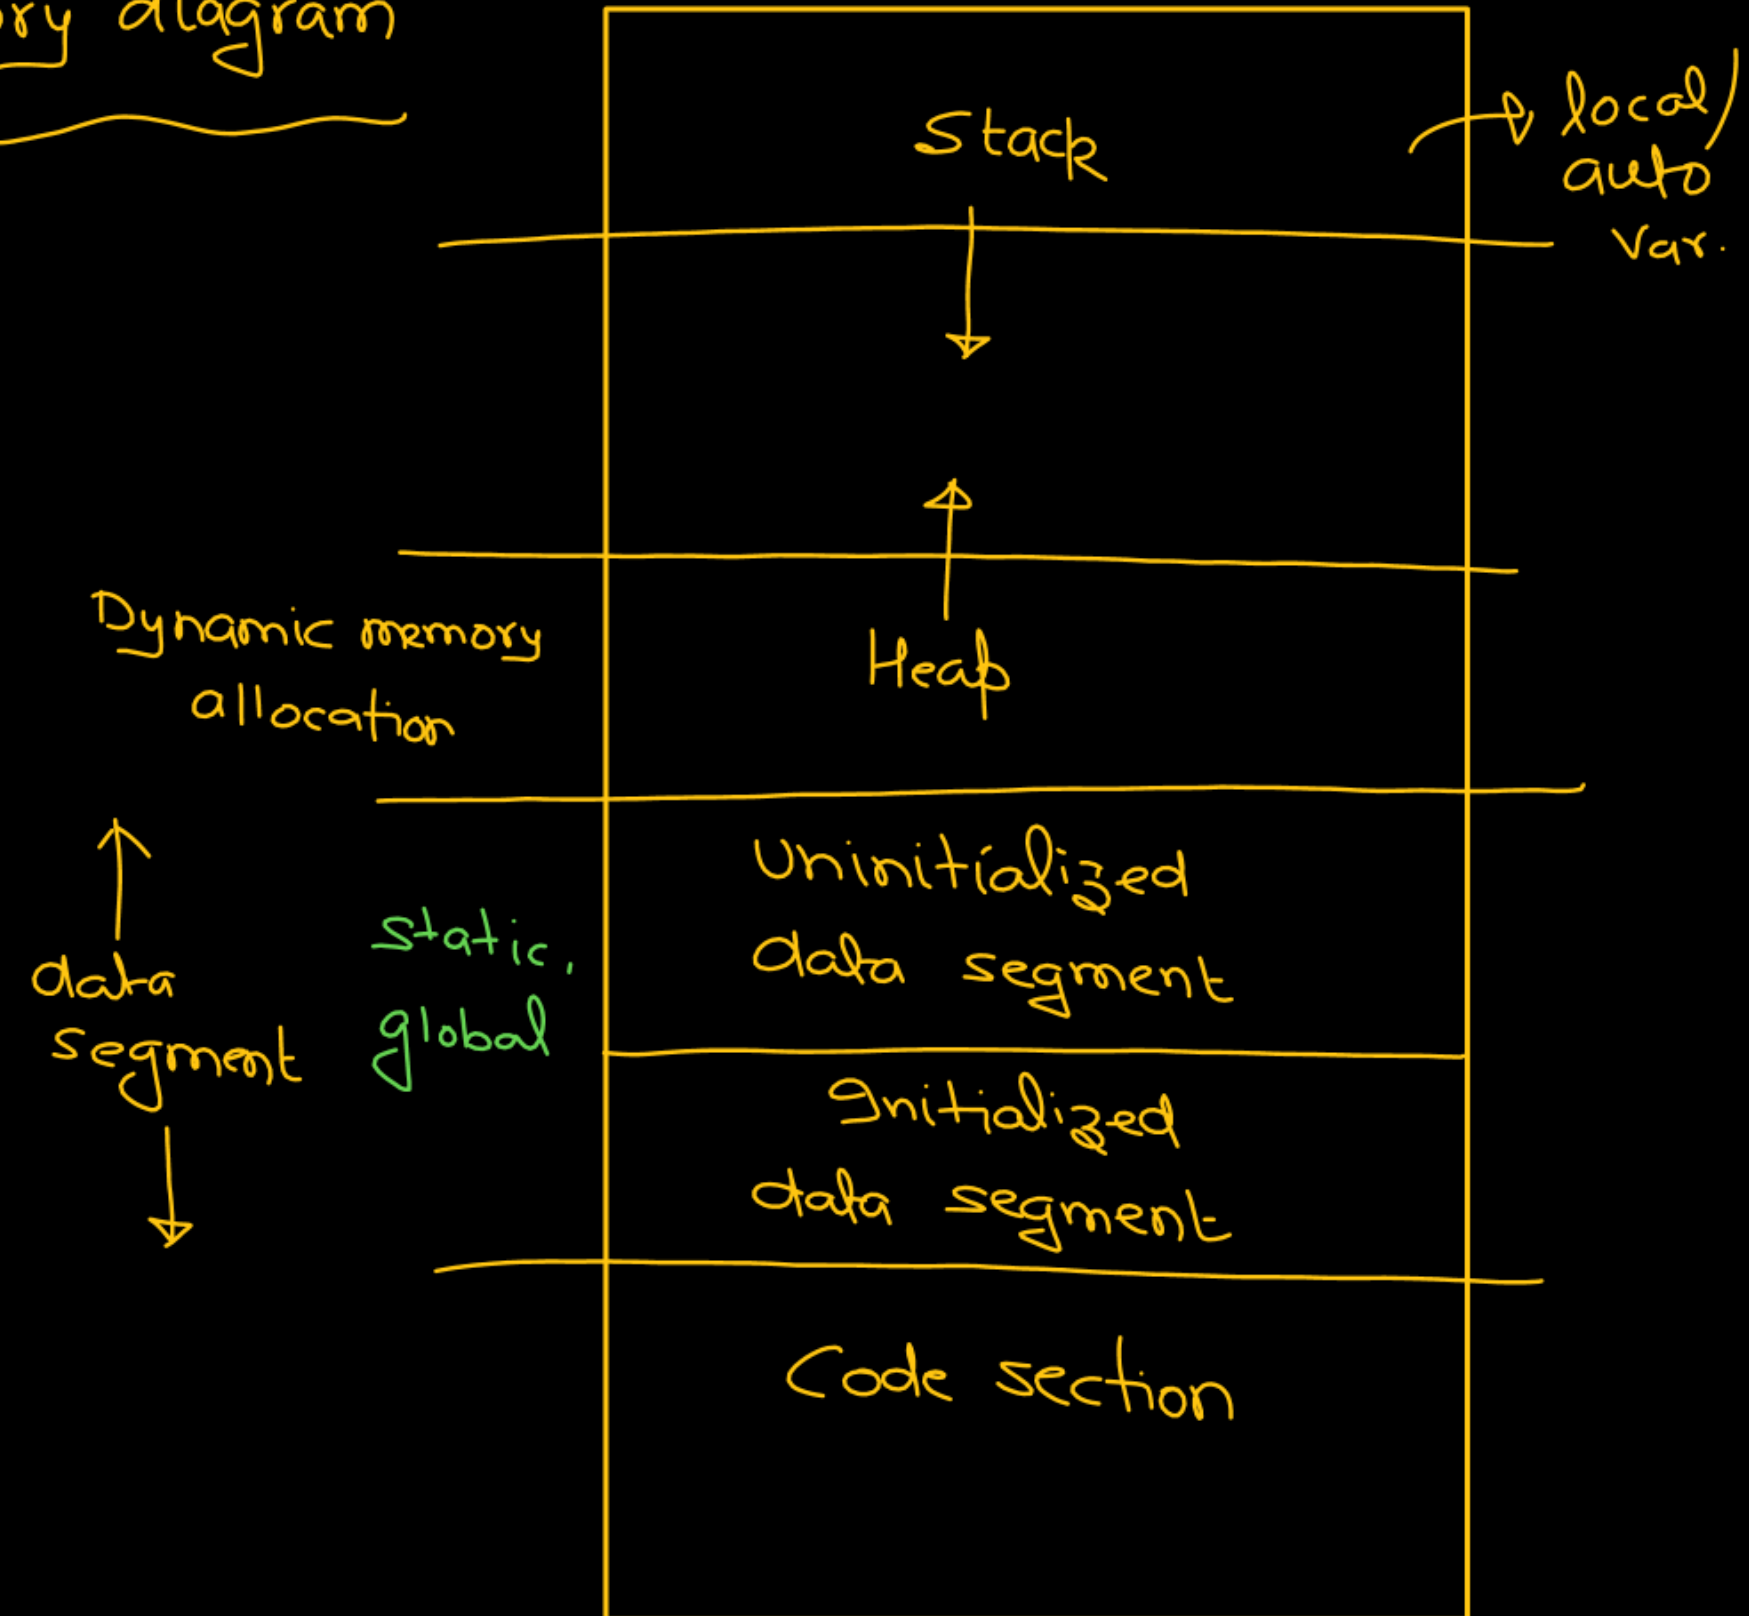 diagram
Stack
local/
auto
var.
Dynamic memory
allocation
Heap
Uninitialized
data segment
static,
global
data
segment
Initialized
data segment
Code section